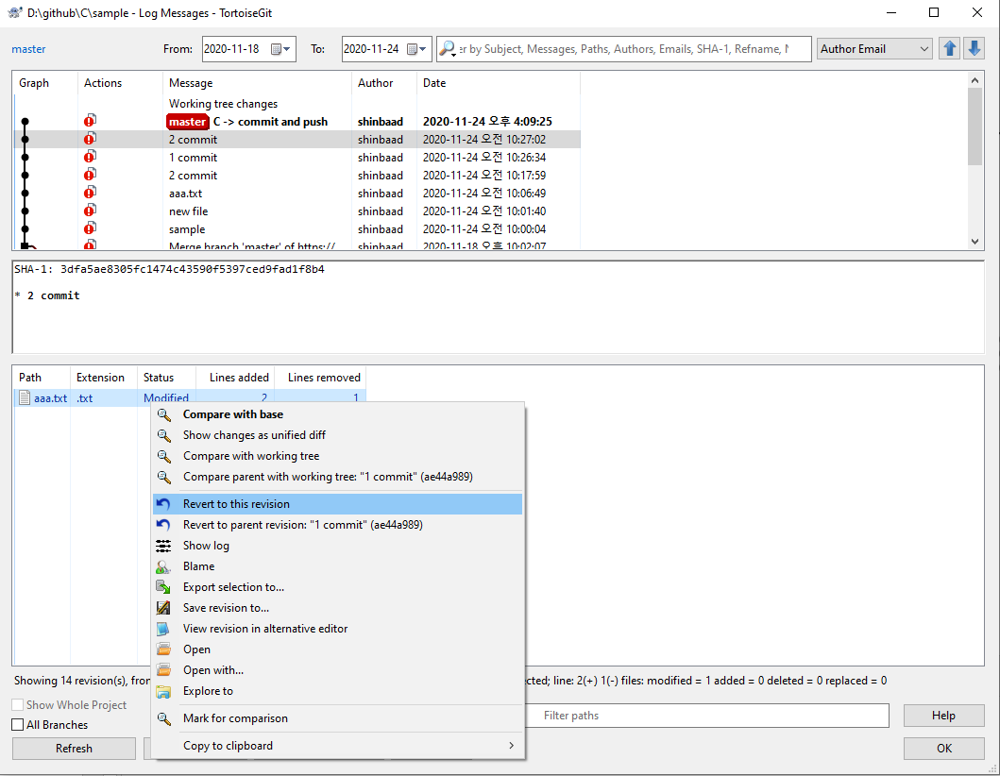 D:\github\C\sample - Log Messages - TortoiseGit
master From: 2020-11-18 To: 2020-11-24 er by Subject, Messages, Paths, Authors, Emails, SHA-1, Refname, Author Email
Graph Actions Message Author Date
Working tree changes
master C -> commit and push shinbaad 2020-11-24 오후 4:09:25
2 commit shinbaad 2020-11-24 오전 10:27:02
1 commit shinbaad 2020-11-24 오전 10:26:34
2 commit shinbaad 2020-11-24 오전 10:17:59
aaa.txt shinbaad 2020-11-24 오전 10:06:49
new file shinbaad 2020-11-24 오전 10:01:40
sample shinbaad 2020-11-24 오전 10:00:04
Merge branch 'master' of https:// shinbaad 2020-11-18 오후 10:02:07
SHA-1: 3dfa5ae8305fc1474c43590f5397ced9fad1f8b4
* 2 commit
Path Extension Status Lines added Lines removed
aaa.txt .txt Modified 2 1
Compare with base
Show changes as unified diff
Compare with working tree
Compare parent with working tree: "1 commit" (ae44a989)
Revert to this revision
Revert to parent revision: "1 commit" (ae44a989)
Show log
Blame
Export selection to...
Save revision to...
View revision in alternative editor
Open
Open with...
Explore to
Mark for comparison
Copy to clipboard
Showing 14 revision(s), fron cted; line: 2(+) 1(-) files: modified = 1 added = 0 deleted = 0 replaced = 0
Show Whole Project
Filter paths
Help
All Branches
Refresh
OK